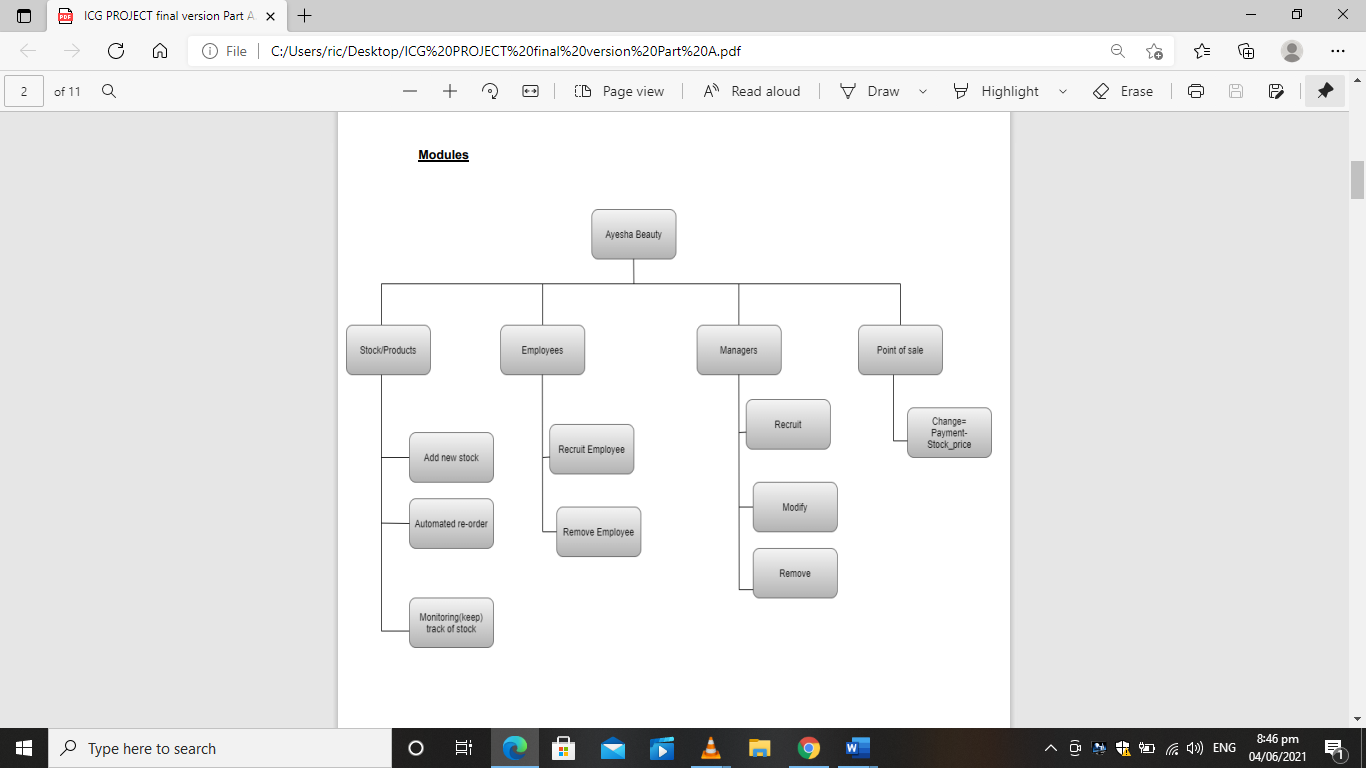 ICG PROJECT final version Part A.
File
C:/Users/ric/Desktop/ICG%20PROJECT%20final%20version%20Part%20A.pdf
2
of 11
Page view
Read aloud
Draw
Highlight
Erase
Modules
Ayesha Beauty
Stock/Products
Employees
Managers
Point of sale
Add new stock
Automated re-order
Monitoring(keep)
track of stock
Recruit Employee
Remove Employee
Recruit
Modify
Remove
Change=
Payment-
Stock_price
Type here to search
ENG
8:46 pm
04/06/2021
1